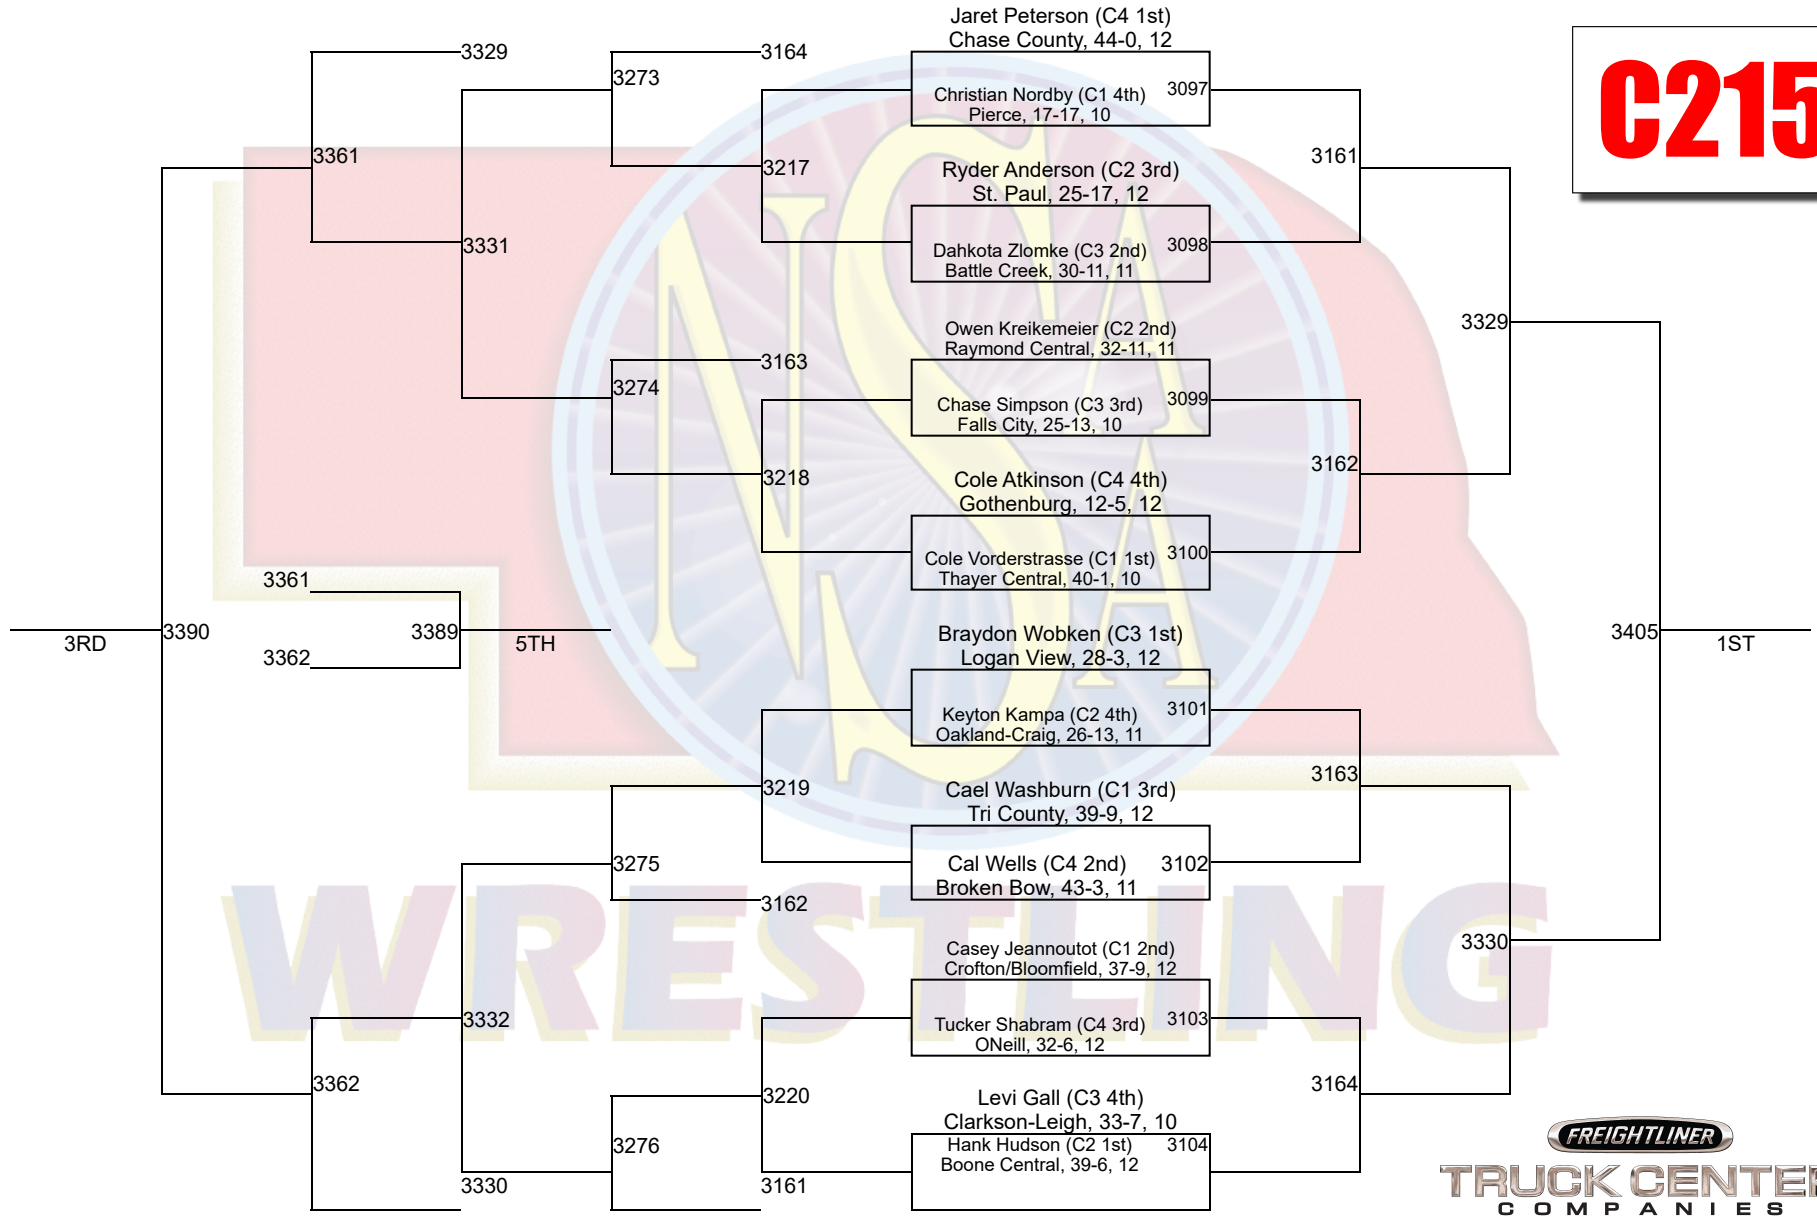 Jaret Peterson (C4 1st)
Chase County, 44-0, 12
3097
Christian Nordby (C1 4th)
Pierce, 17-17, 10
Ryder Anderson (C2 3rd)
St. Paul, 25-17, 12
3098
Dahkota Zlomke (C3 2nd)
Battle Creek, 30-11, 11
Owen Kreikemeier (C2 2nd)
Raymond Central, 32-11, 11
3099
Chase Simpson (C3 3rd)
Falls City, 25-13, 10
Cole Atkinson (C4 4th)
Gothenburg, 12-5, 12
3100
Cole Vorderstrasse (C1 1st)
Thayer Central, 40-1, 10
Braydon Wobken (C3 1st)
Logan View, 28-3, 12
3101
Keyton Kampa (C2 4th)
Oakland-Craig, 26-13, 11
Cael Washburn (C1 3rd)
Tri County, 39-9, 12
3102
Cal Wells (C4 2nd)
Broken Bow, 43-3, 11
Casey Jeannoutot (C1 2nd)
Crofton/Bloomfield, 37-9, 12
3103
Tucker Shabram (C4 3rd)
ONeill, 32-6, 12
Levi Gall (C3 4th)
Clarkson-Leigh, 33-7, 10
3104
Hank Hudson (C2 1st)
Boone Central, 39-6, 12
3161
3162
3163
3164
3329
3330
3405
1ST
3164
3217
3163
3218
3219
3162
3220
3161
3273
3274
3275
3276
3329
3331
3332
3330
3361
3362
3361
3362
3389
5TH
3390
3RD
C215
NSAA
WRESTLING
FREIGHTLINER
TRUCK CENTER
COMPANIES